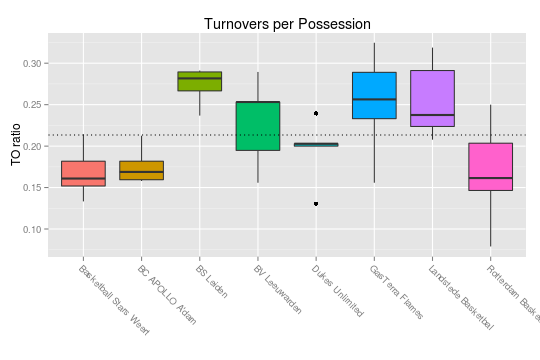 Turnovers per Possession
TO ratio
0.30
0.25
0.20
0.15
0.10
Basketball Stars Weert
BC APOLLO A'dam
BS Leiden
BV Leeuwarden
Dukes Unlimited
GasTerra Flames
Landstede Basketbal
Rotterdam Baske